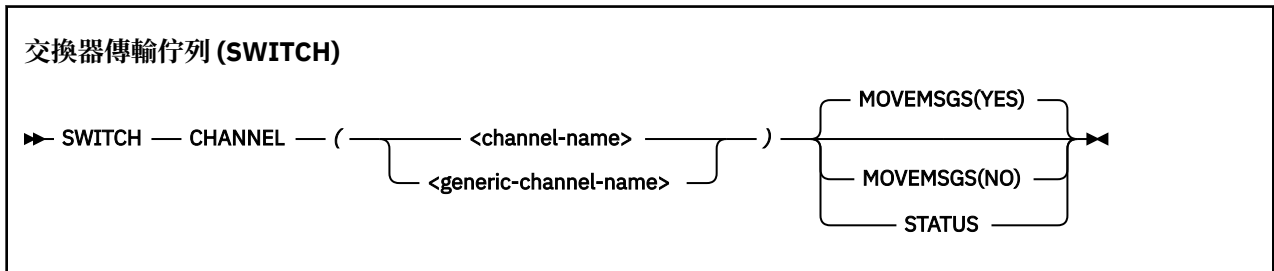 交換器傳輸佇列 (SWITCH)
MOVEMSGS(YES)
SWITCH CHANNEL ( <channel-name> )
<generic-channel-name> MOVEMSGS(NO)
STATUS